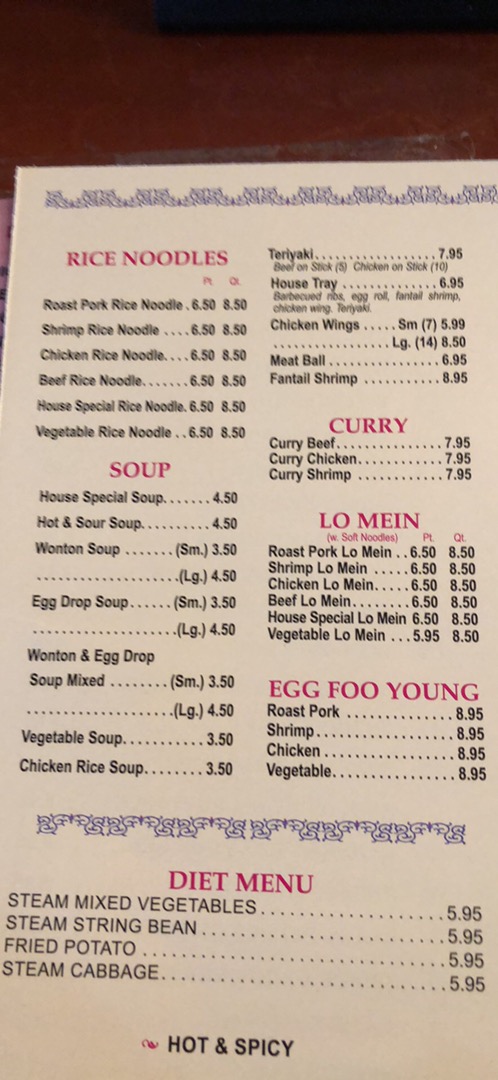 RICE NOODLES
Pt. Qt.
Roast Pork Rice Noodle . 6.50 8.50
Shrimp Rice Noodle .... 6.50 8.50
Chicken Rice Noodle.... 6.50 8.50
Beef Rice Noodle....... 6.50 8.50
House Special Rice Noodle. 6.50 8.50
Vegetable Rice Noodle .. 6.50 8.50
SOUP
House Special Soup....... 4.50
Hot & Sour Soup.......... 4.50
Wonton Soup .......(Sm.) 3.50
....................(Lg.) 4.50
Egg Drop Soup......(Sm.) 3.50
....................(Lg.) 4.50
Wonton & Egg Drop
Soup Mixed ........(Sm.) 3.50
....................(Lg.) 4.50
Vegetable Soup............ 3.50
Chicken Rice Soup........ 3.50
Teriyaki.................. 7.95
Beef on Stick (5) Chicken on Stick (10)
House Tray .............. 6.95
Barbecued ribs, egg roll, fantail shrimp,
chicken wing. Teriyaki.
Chicken Wings ..... Sm (7) 5.99
................. Lg. (14) 8.50
Meat Ball ................ 6.95
Fantail Shrimp ........... 8.95
CURRY
Curry Beef............... 7.95
Curry Chicken............ 7.95
Curry Shrimp ............ 7.95
LO MEIN
(w. Soft Noodles) Pt. Qt.
Roast Pork Lo Mein .. 6.50 8.50
Shrimp Lo Mein ..... 6.50 8.50
Chicken Lo Mein..... 6.50 8.50
Beef Lo Mein........ 6.50 8.50
House Special Lo Mein 6.50 8.50
Vegetable Lo Mein ... 5.95 8.50
EGG FOO YOUNG
Roast Pork ............... 8.95
Shrimp.................... 8.95
Chicken .................. 8.95
Vegetable................. 8.95
DIET MENU
STEAM MIXED VEGETABLES.................... 5.95
STEAM STRING BEAN .......................... 5.95
FRIED POTATO ................................ 5.95
STEAM CABBAGE.............................. 5.95
HOT & SPICY